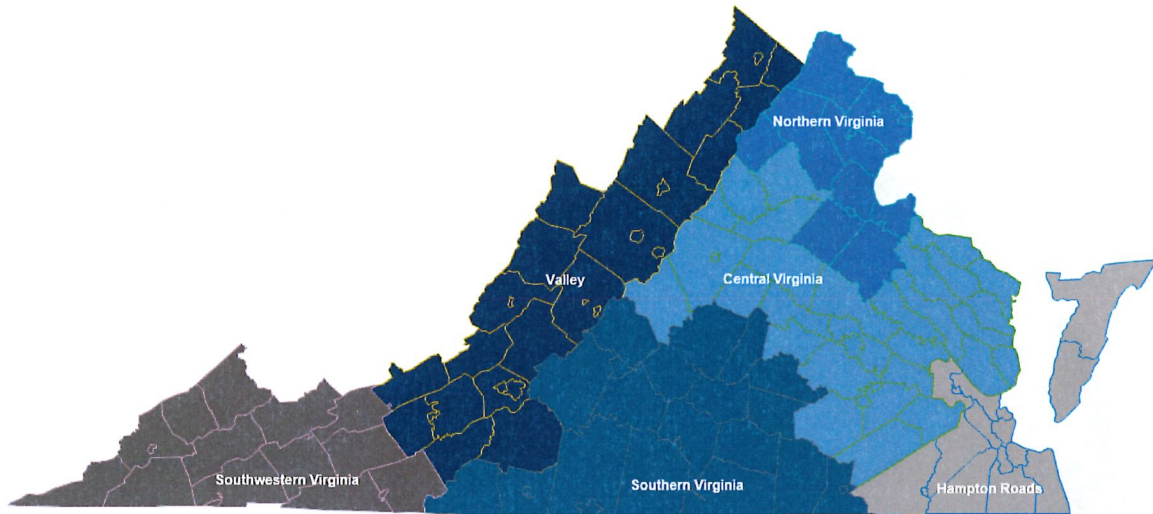 Northern Virginia
Valley
Central Virginia
Southwestern Virginia
Southern Virginia
Hampton Roads